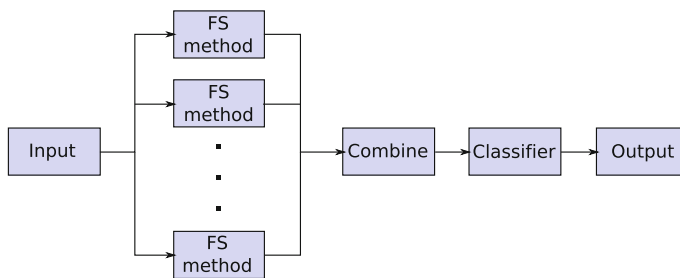 FS
method
FS
method
Input
Combine
Classifier
Output
FS
method